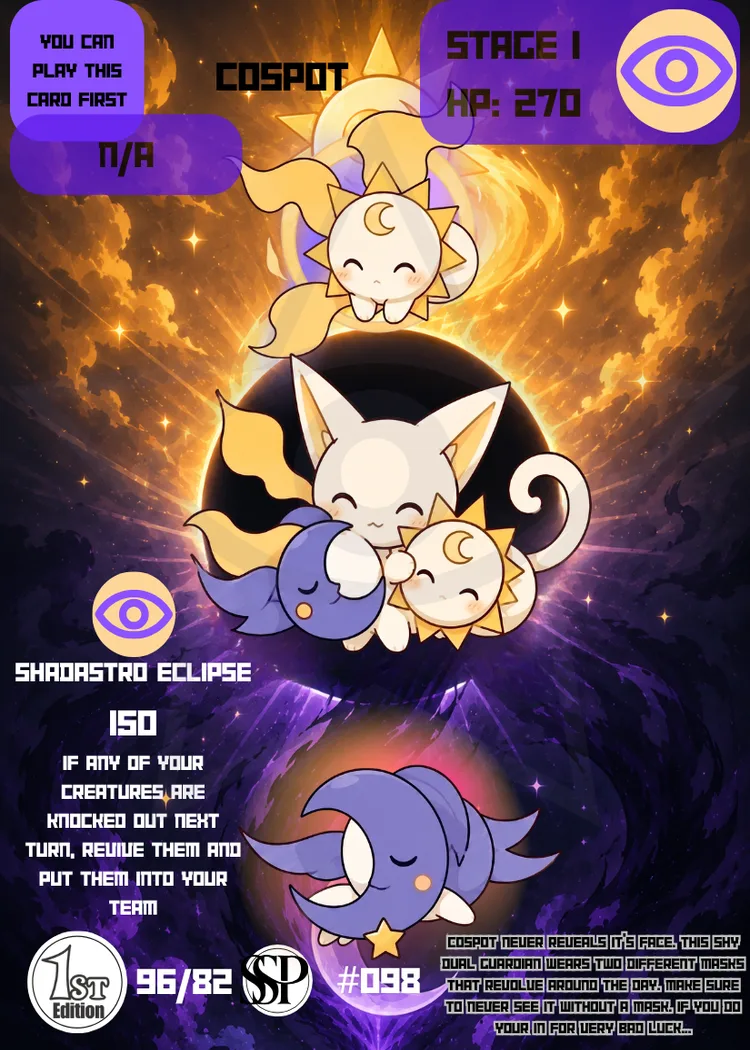 YOU CAN
PLAY THIS
CARD FIRST
N/A
COSPOT
STAGE 1
HP: 270
SHADASTRO ECLIPSE
150
IF ANY OF YOUR
CREATURES ARE
KNOCKED OUT NEXT
TURN, REVIVE THEM AND
PUT THEM INTO YOUR
TEAM
1ST
Edition
96/82
SSP
#098
COSPOT NEVER REVEALS IT'S FACE. THIS SHY
DUAL GUARDIAN WEARS TWO DIFFERENT MASKS
THAT REVOLVE AROUND THE DAY. MAKE SURE
TO NEVER SEE IT WITHOUT A MASK. IF YOU DO
YOUR IN FOR VERY BAD LUCK...